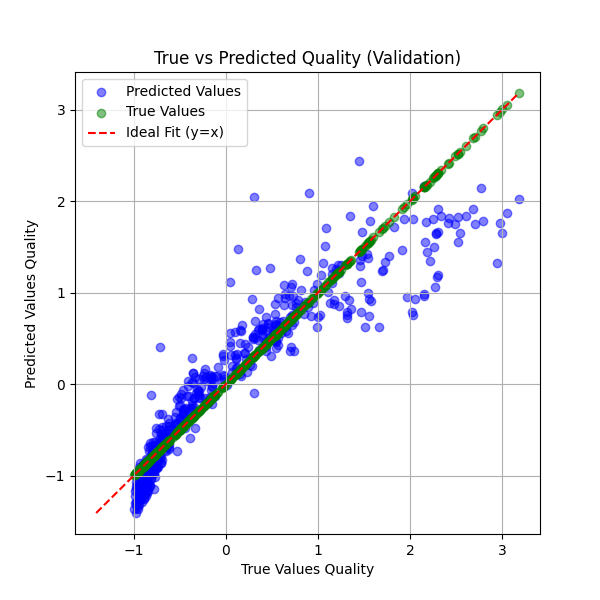 True vs Predicted Quality (Validation)
Predicted Values
True Values
Ideal Fit (y=x)
3
2
1
0
−1
Predicted Values Quality
−1 0 1 2 3
True Values Quality